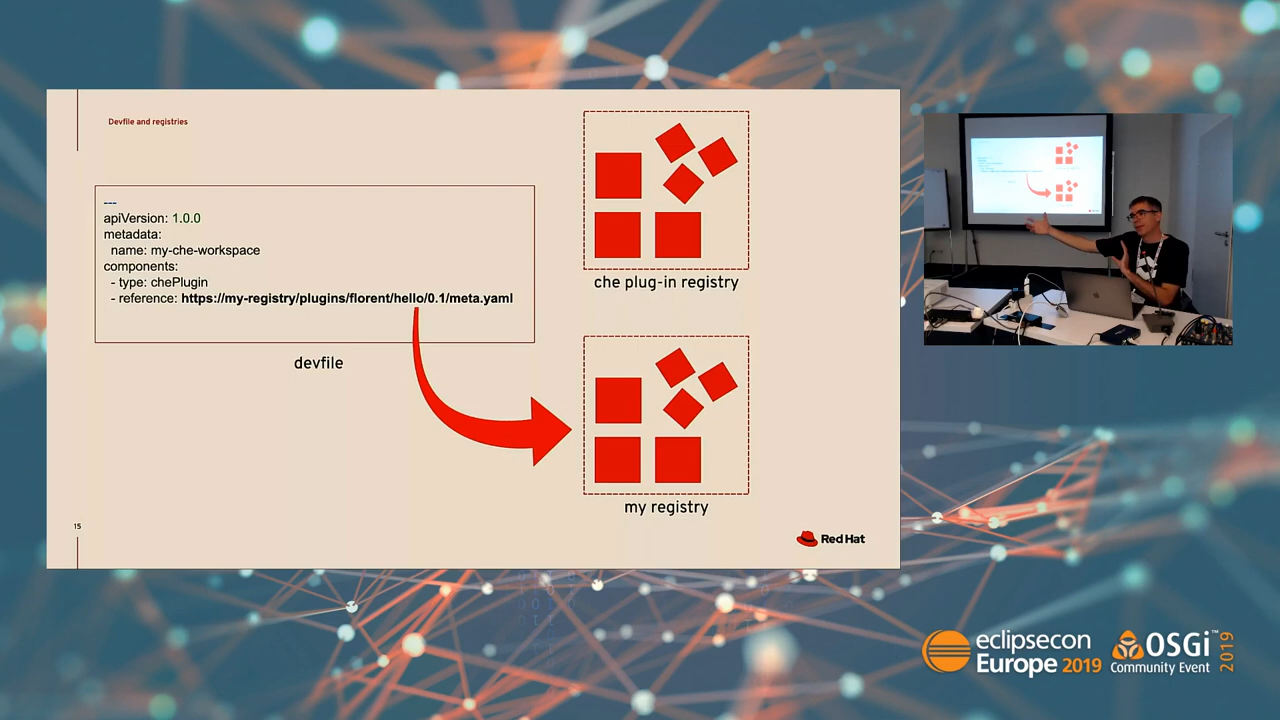 Devfile and registries
---
apiVersion: 1.0.0
metadata:
name: my-che-workspace
components:
- type: chePlugin
- reference: https://my-registry/plugins/florent/hello/0.1/meta.yaml
devfile
che plug-in registry
my registry
15
Red Hat
eclipsecon
Europe 2019
OSGi™
Community Event
2019